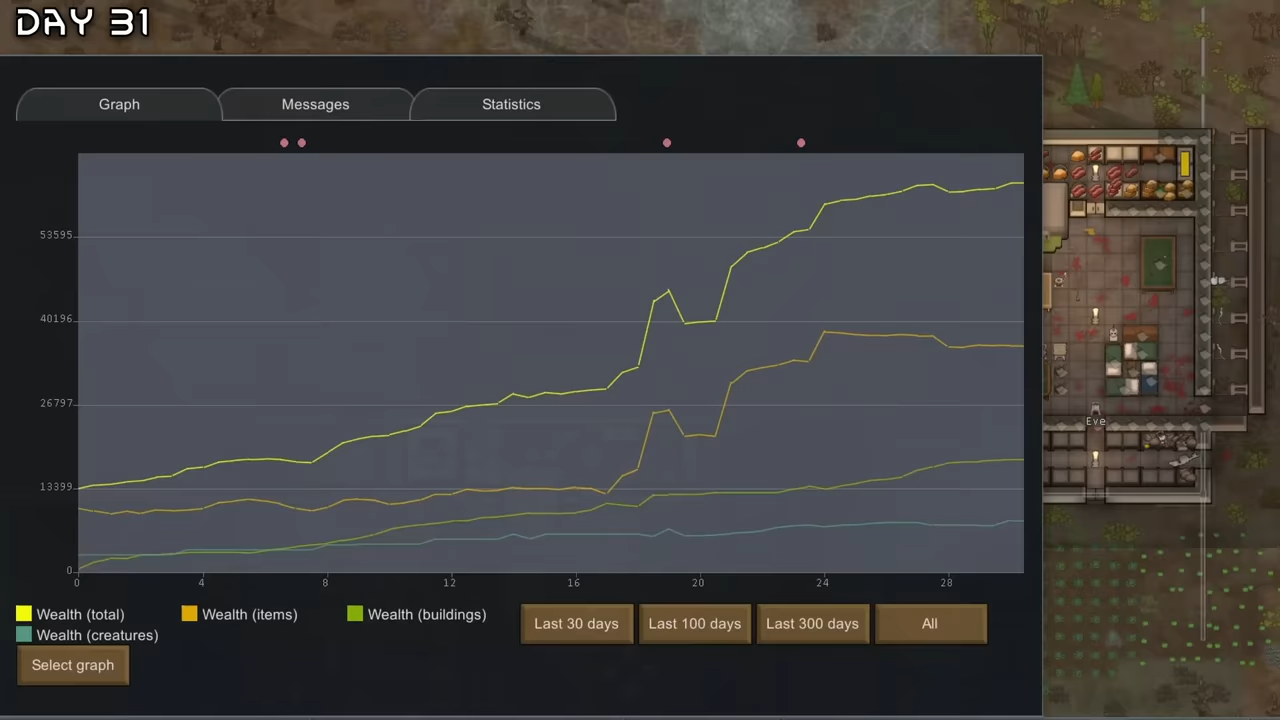 DAY 31
Graph Messages Statistics
53595
40196
26797
13399
0
0 4 8 12 16 20 24 28
Wealth (total) Wealth (items) Wealth (buildings)
Wealth (creatures)
Last 30 days Last 100 days Last 300 days All
Select graph
Eve